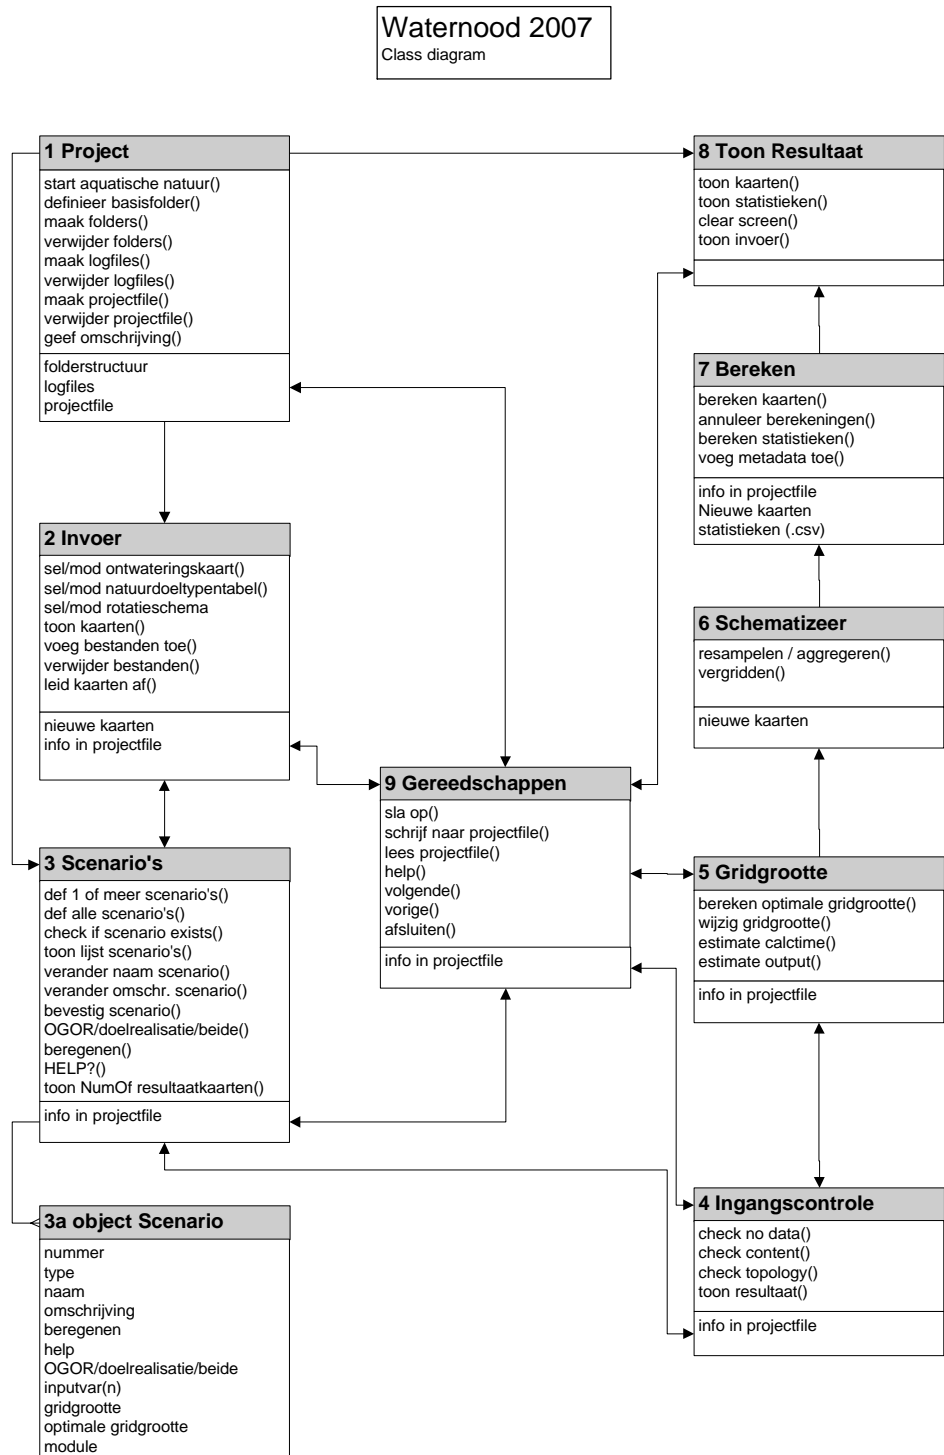 Waternood 2007
Class diagram
1 Project
start aquatische natuur()
definieer basisfolder()
maak folders()
verwijder folders()
maak logfiles()
verwijder logfiles()
maak projectfile()
verwijder projectfile()
geef omschrijving()
folderstructuur
logfiles
projectfile
2 Invoer
sel/mod ontwateringskaart()
sel/mod natuurdoeltypentabel()
sel/mod rotatieschema
toon kaarten()
voeg bestanden toe()
verwijder bestanden()
leid kaarten af()
nieuwe kaarten
info in projectfile
3 Scenario's
def 1 of meer scenario's()
def alle scenario's()
check if scenario exists()
toon lijst scenario's()
verander naam scenario()
verander omschr. scenario()
bevestig scenario()
OGOR/doelrealisatie/beide()
beregenen()
HELP?()
toon NumOf resultaatkaarten()
info in projectfile
3a object Scenario
nummer
type
naam
omschrijving
beregenen
help
OGOR/doelrealisatie/beide
inputvar(n)
gridgrootte
optimale gridgrootte
module
9 Gereedschappen
sla op()
schrijf naar projectfile()
lees projectfile()
help()
volgende()
vorige()
afsluiten()
info in projectfile
8 Toon Resultaat
toon kaarten()
toon statistieken()
clear screen()
toon invoer()
7 Bereken
bereken kaarten()
annuleer berekeningen()
bereken statistieken()
voeg metadata toe()
info in projectfile
Nieuwe kaarten
statistieken (.csv)
6 Schematizeer
resampelen / aggregeren()
vergridden()
nieuwe kaarten
5 Gridgrootte
bereken optimale gridgrootte()
wijzig gridgrootte()
estimate calctime()
estimate output()
info in projectfile
4 Ingangscontrole
check no data()
check content()
check topology()
toon resultaat()
info in projectfile